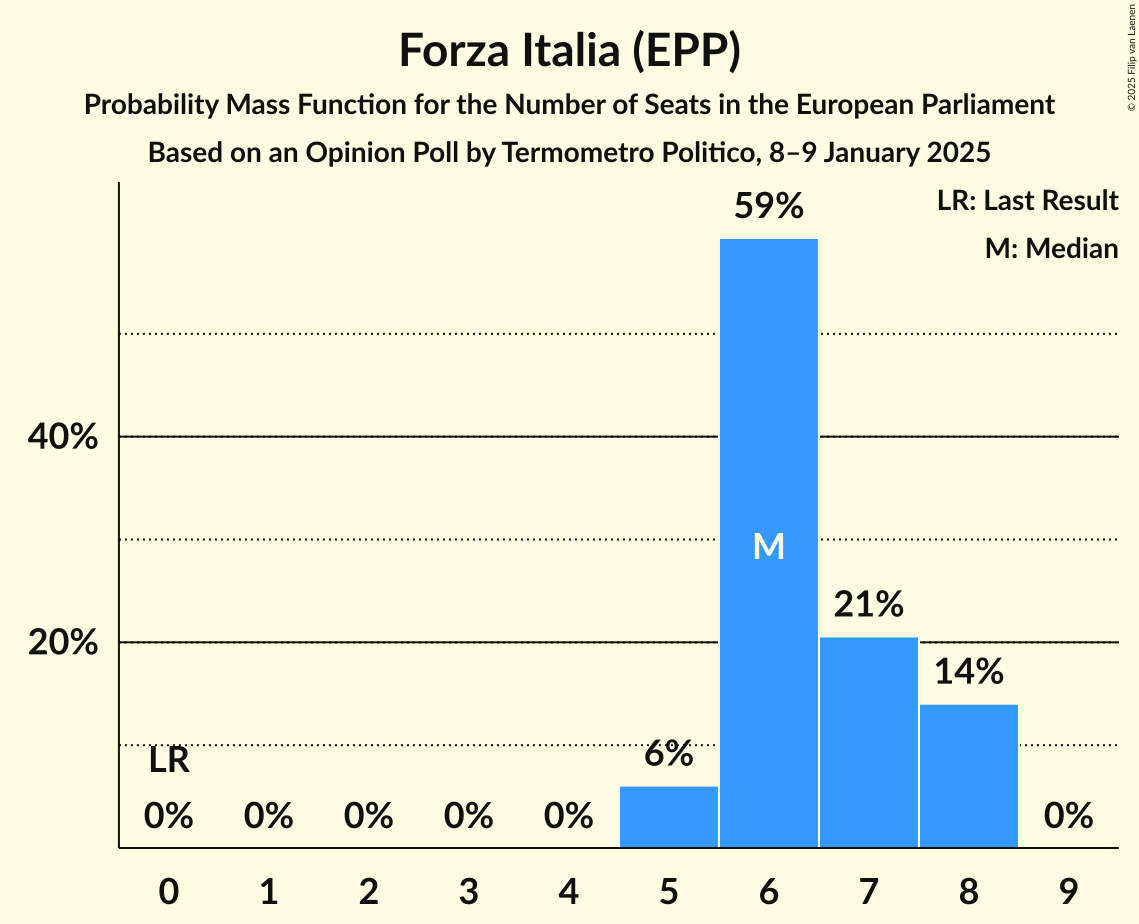 Forza Italia (EPP)
Probability Mass Function for the Number of Seats in the European Parliament
Based on an Opinion Poll by Termometro Politico, 8–9 January 2025
© 2025 Filip van Laenen
LR: Last Result
M: Median
59%
40%
M
21%
20%
14%
LR
6%
0% 0% 0% 0% 0% 0%
0 1 2 3 4 5 6 7 8 9